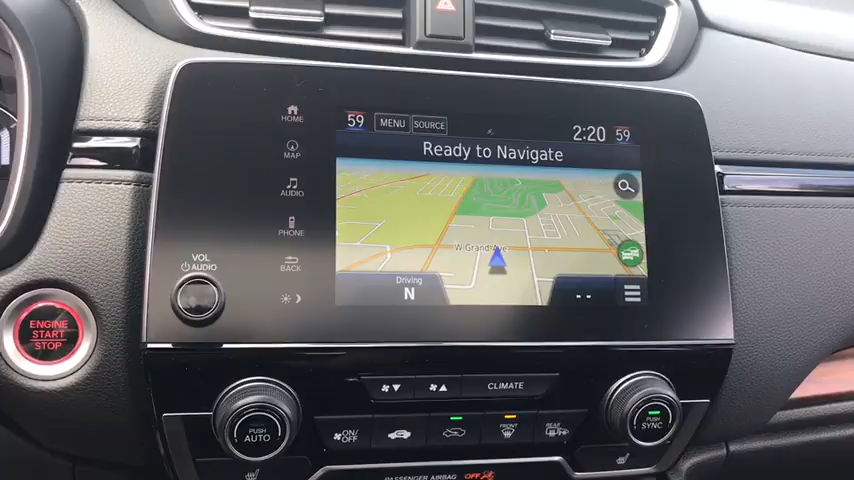 HOME
MAP
AUDIO
PHONE
BACK
VOL
AUDIO
59 MENU SOURCE 2:20 59
Ready to Navigate
W Grand Ave
Driving
N
--
ENGINE
START
STOP
CLIMATE
PUSH
AUTO
ON/
OFF
FRONT
REAR
PUSH
SYNC
PASSENGER AIRBAG OFF